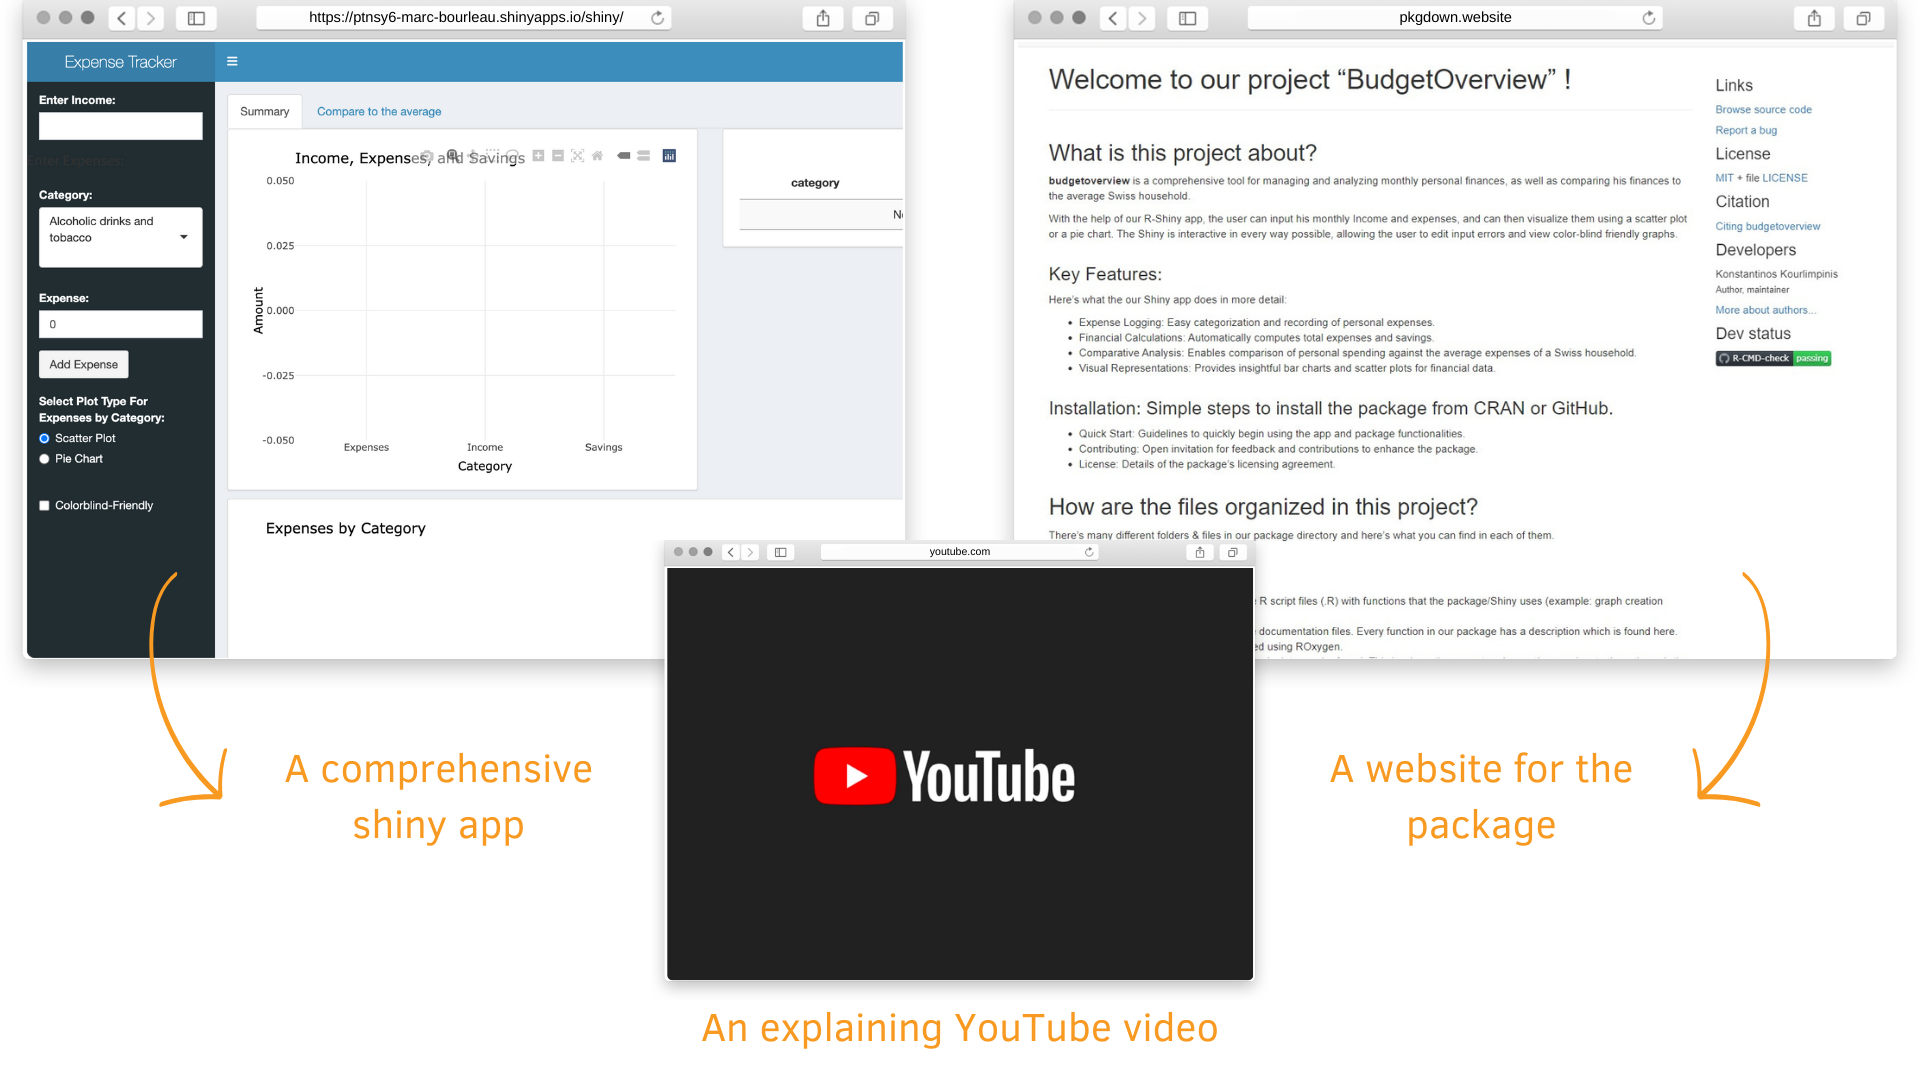 https://ptnsy6-marc-bourleau.shinyapps.io/shiny/
Expense Tracker
Enter Income:
Enter Expenses:
Category:
Alcoholic drinks and
tobacco
Expense:
0
Add Expense
Select Plot Type For
Expenses by Category:
Scatter Plot
Pie Chart
Colorblind-Friendly
Summary
Compare to the average
Income, Expenses, and Savings
0.050
0.025
0.000
-0.025
-0.050
Amount
Expenses
Income
Savings
Category
category
Expenses by Category
pkgdown.website
Welcome to our project “BudgetOverview” !
What is this project about?
budgetoverview is a comprehensive tool for managing and analyzing monthly personal finances, as well as comparing his finances to
the average Swiss household.
With the help of our R-Shiny app, the user can input his monthly Income and expenses, and can then visualize them using a scatter plot
or a pie chart. The Shiny is interactive in every way possible, allowing the user to edit input errors and view color-blind friendly graphs.
Key Features:
Here’s what the our Shiny app does in more detail:
• Expense Logging: Easy categorization and recording of personal expenses.
• Financial Calculations: Automatically computes total expenses and savings.
• Comparative Analysis: Enables comparison of personal spending against the average expenses of a Swiss household.
• Visual Representations: Provides insightful bar charts and scatter plots for financial data.
Installation: Simple steps to install the package from CRAN or GitHub.
• Quick Start: Guidelines to quickly begin using the app and package functionalities.
• Contributing: Open invitation for feedback and contributions to enhance the package.
• License: Details of the package’s licensing agreement.
How are the files organized in this project?
There’s many different folders & files in our package directory and here’s what you can find in each of them.
R script files (.R) with functions that the package/Shiny uses (example: graph creation
documentation files. Every function in our package has a description which is found here.
ed using ROxygen.
Links
Browse source code
Report a bug
License
MIT + file LICENSE
Citation
Citing budgetoverview
Developers
Konstantinos Kourlimpinis
Author, maintainer
More about authors...
Dev status
R-CMD-check passing
youtube.com
YouTube
A comprehensive
shiny app
A website for the
package
An explaining YouTube video